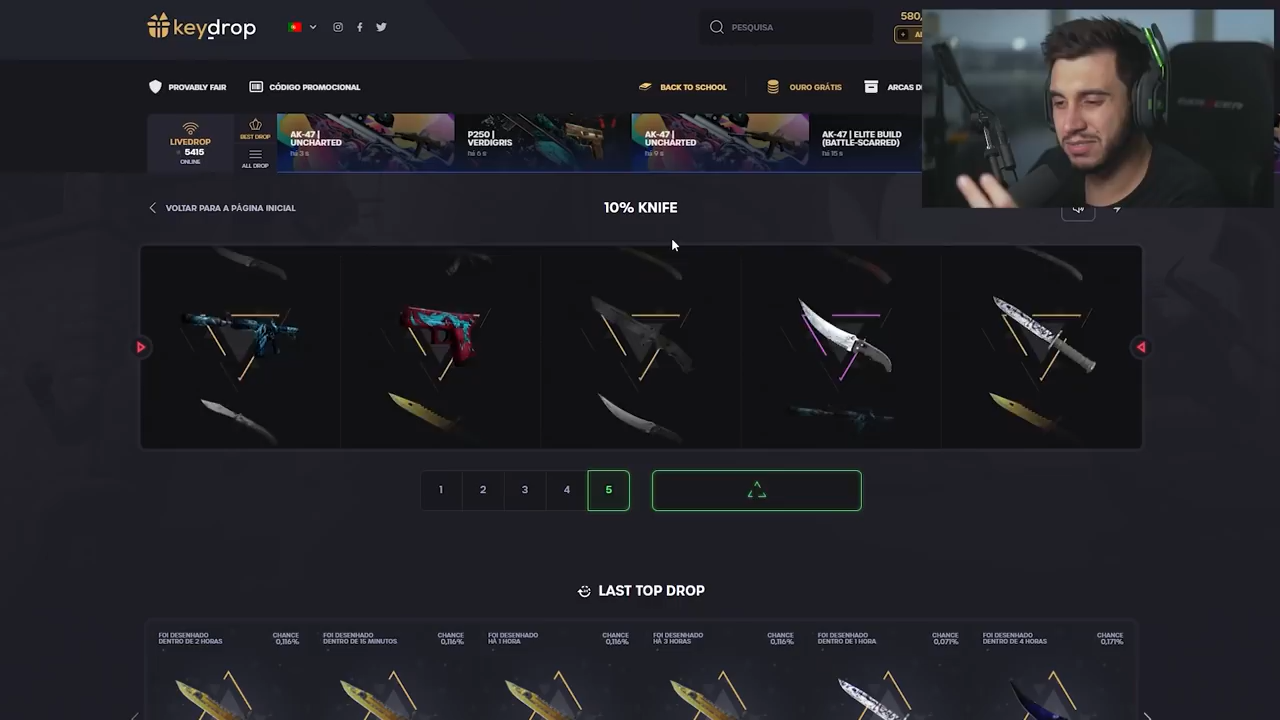 keydrop
PESQUISA
580,
PROVABLY FAIR
CÓDIGO PROMOCIONAL
BACK TO SCHOOL
OURO GRÁTIS
ARCAS D
LIVEDROP
5415
ONLINE
BEST DROP
ALL DROP
AK-47 |
UNCHARTED
há 3 s
P250 |
VERDIGRIS
há 6 s
AK-47 |
UNCHARTED
há 9 s
AK-47 | ELITE BUILD
(BATTLE-SCARRED)
há 15 s
VOLTAR PARA A PÁGINA INICIAL
10% KNIFE
1 2 3 4 5
LAST TOP DROP
FOI DESENHADO
DENTRO DE 2 HORAS
CHANCE
0,116%
FOI DESENHADO
DENTRO DE 15 MINUTOS
CHANCE
0,116%
FOI DESENHADO
HÁ 1 HORA
CHANCE
0,116%
FOI DESENHADO
HÁ 3 HORAS
CHANCE
0,116%
FOI DESENHADO
DENTRO DE 1 HORA
CHANCE
0,071%
FOI DESENHADO
DENTRO DE 4 HORAS
CHANCE
0,171%